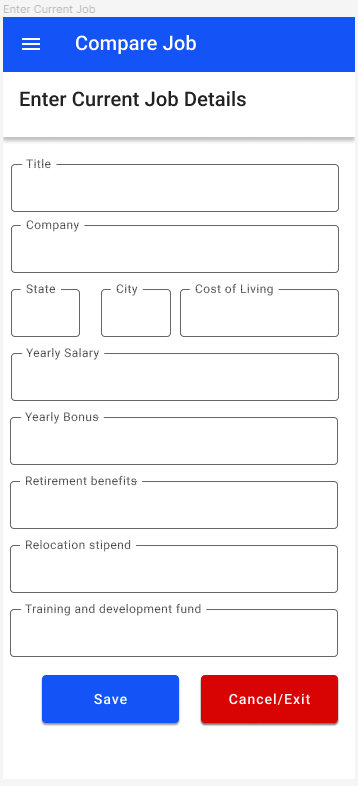 Enter Current Job
Compare Job
Enter Current Job Details
Title
Company
State City Cost of Living
Yearly Salary
Yearly Bonus
Retirement benefits
Relocation stipend
Training and development fund
Save Cancel/Exit